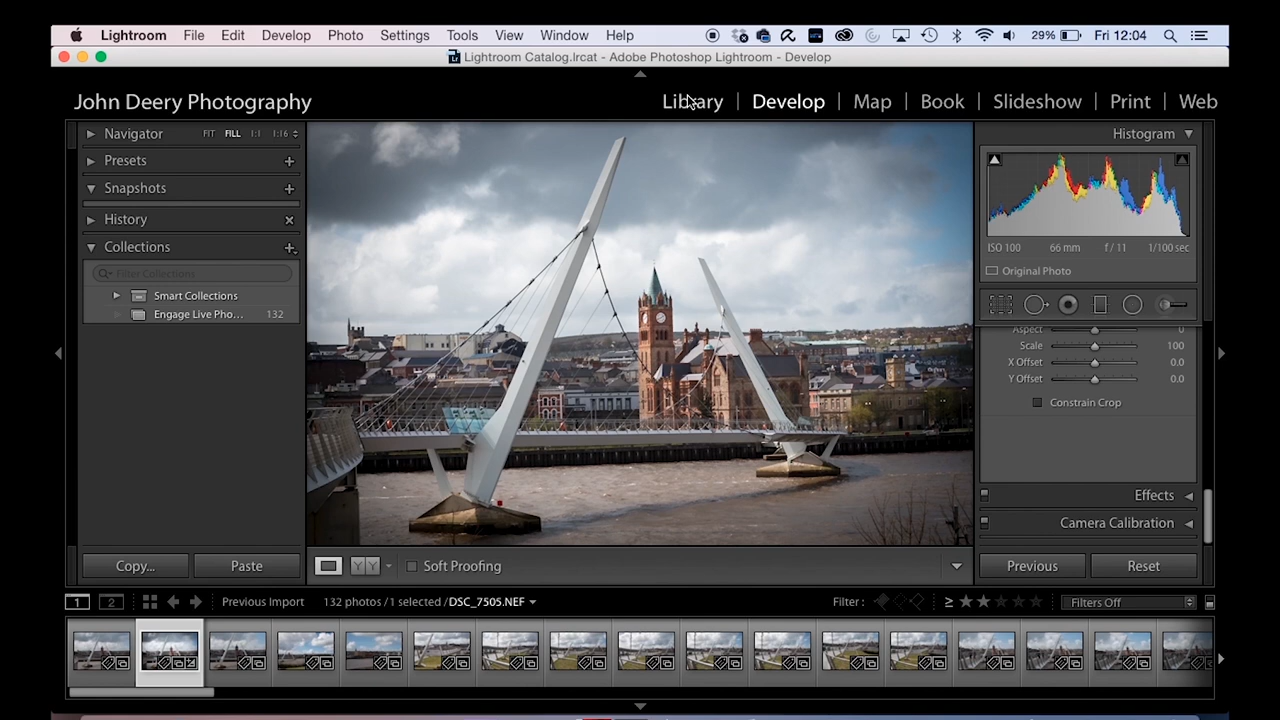 Lightroom File Edit Develop Photo Settings Tools View Window Help 29% Fri 12:04
Lightroom Catalog.lrcat - Adobe Photoshop Lightroom - Develop
John Deery Photography Library | Develop | Map | Book | Slideshow | Print | Web
Navigator FIT FILL 1:1 1:16
Presets
Snapshots
History
Collections
Filter Collections
Smart Collections
Engage Live Pho... 132
Copy... Paste
Histogram
ISO 100 66 mm f / 11 1/100 sec
Original Photo
Aspect 0
Scale 100
X Offset 0.0
Y Offset 0.0
Constrain Crop
Effects
Camera Calibration
Previous Reset
Y Y Soft Proofing
1 2 Previous Import 132 photos / 1 selected / DSC_7505.NEF Filter : ≥ Filters Off